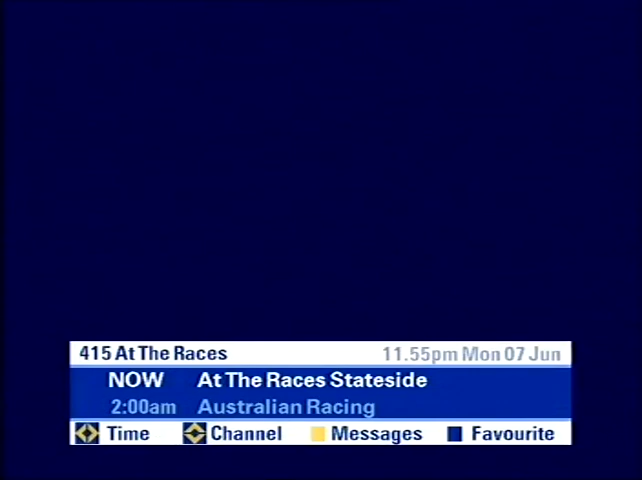 415 At The Races 11.55pm Mon 07 Jun
NOW At The Races Stateside
2:00am Australian Racing
Time Channel Messages Favourite